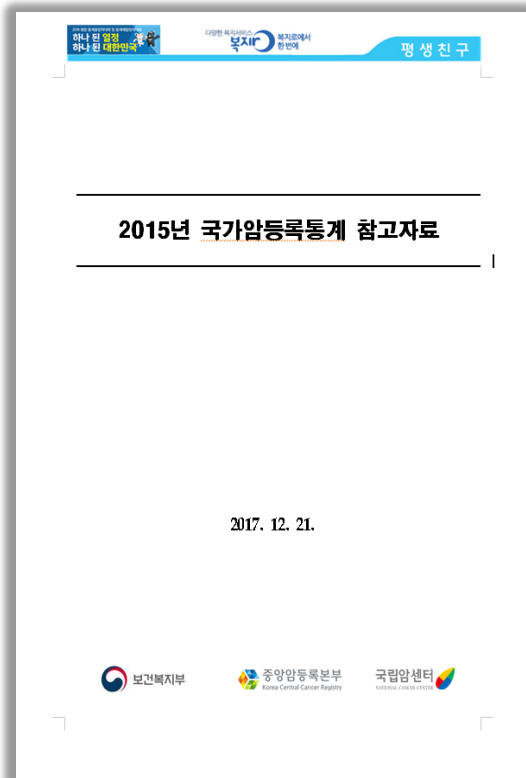 하나 된 열정
하나 된 대한민국
다양한 복지서비스
복지로
복지로에서
한번에
평생친구
2015년 국가암등록통계 참고자료
2017. 12. 21.
보건복지부
중앙암등록본부
Korea Central Cancer Registry
국립암센터
NATIONAL CANCER CENTER